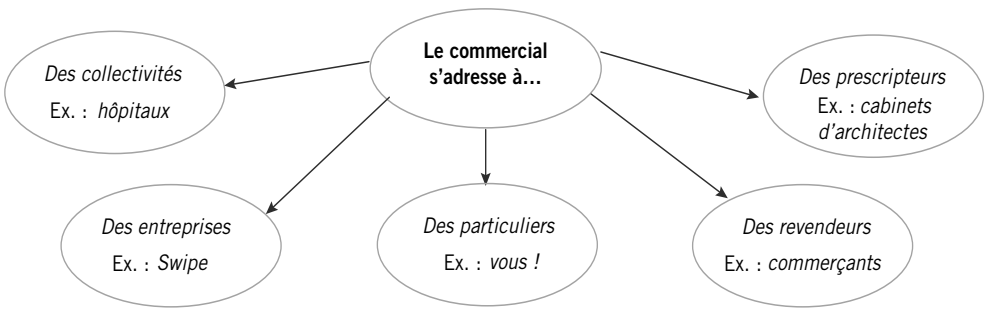 Le commercial
s'adresse à…
Des collectivités
Ex. : hôpitaux
Des prescripteurs
Ex. : cabinets
d'architectes
Des entreprises
Ex. : Swipe
Des particuliers
Ex. : vous !
Des revendeurs
Ex. : commerçants